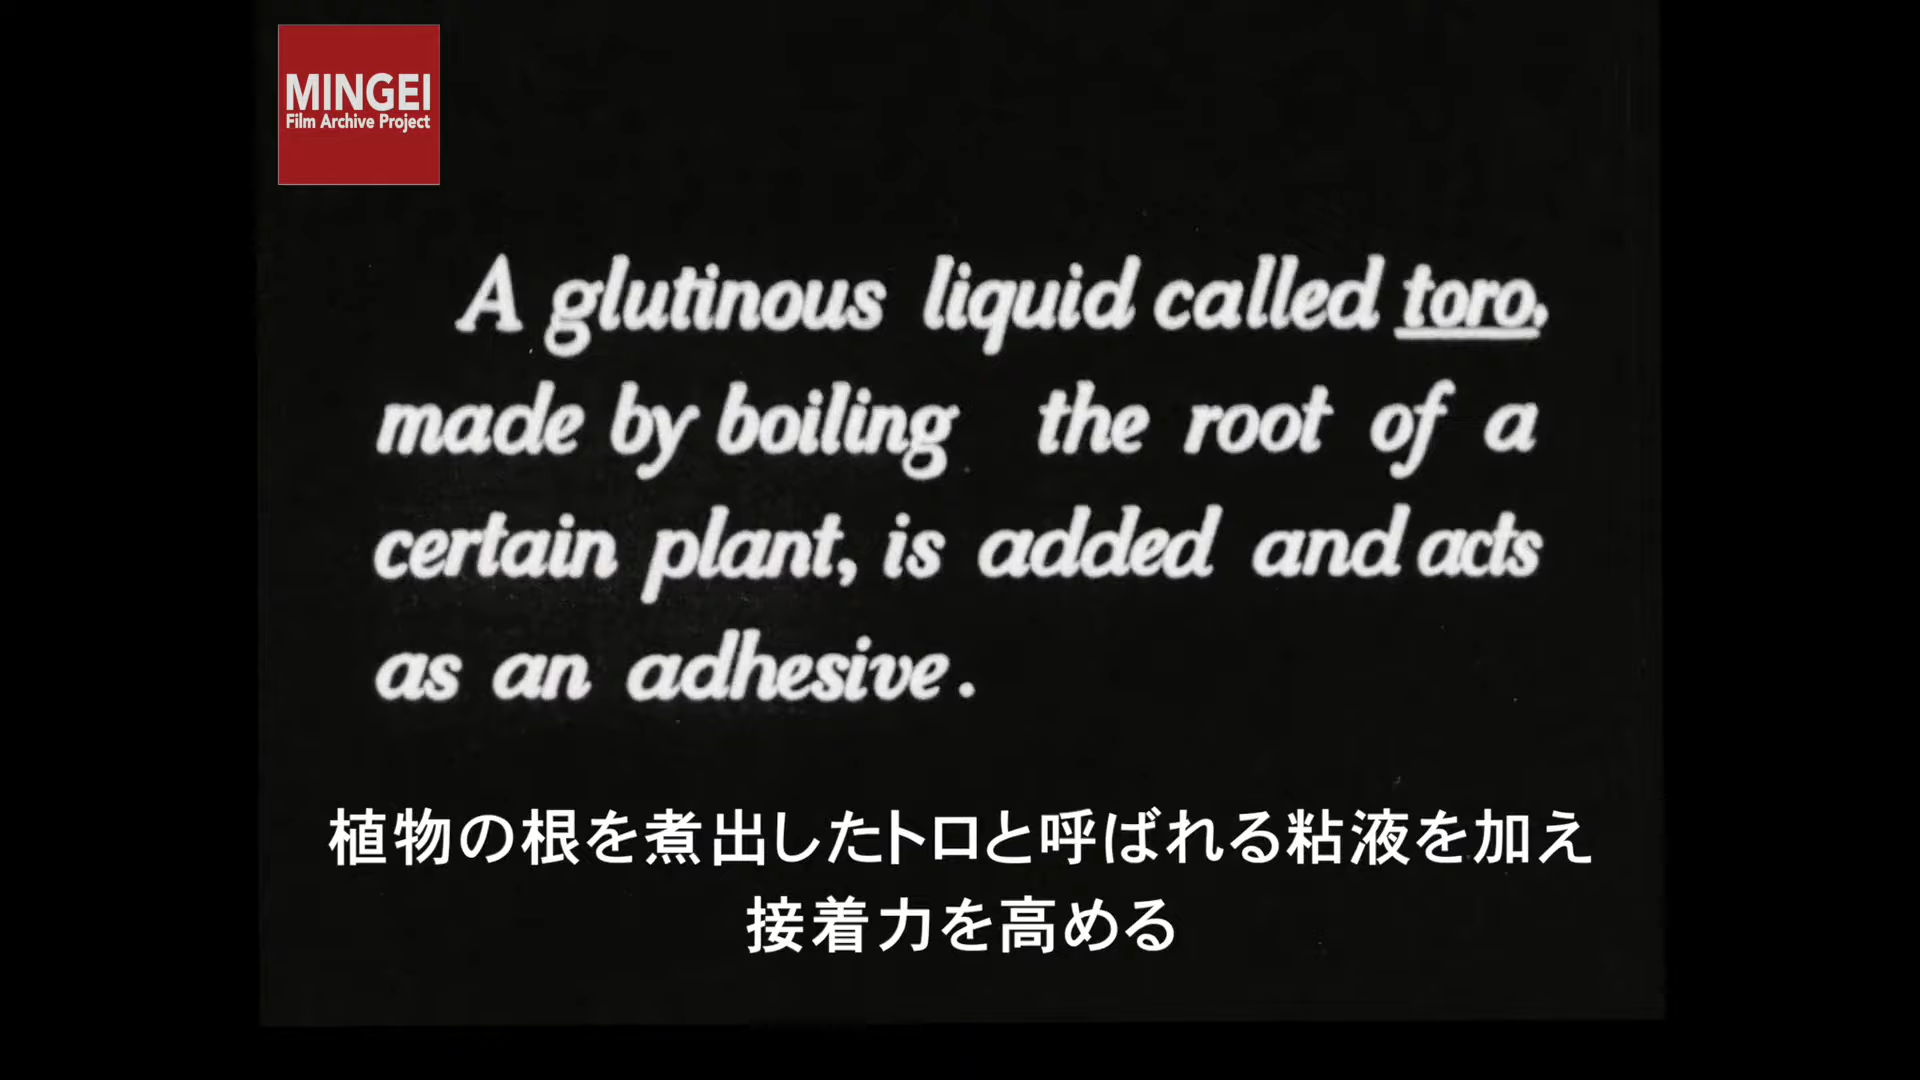 MINGEI
Film Archive Project
A glutinous liquid called toro,
made by boiling the root of a
certain plant, is added and acts
as an adhesive.
植物の根を煮出したトロと呼ばれる粘液を加え
接着力を高める